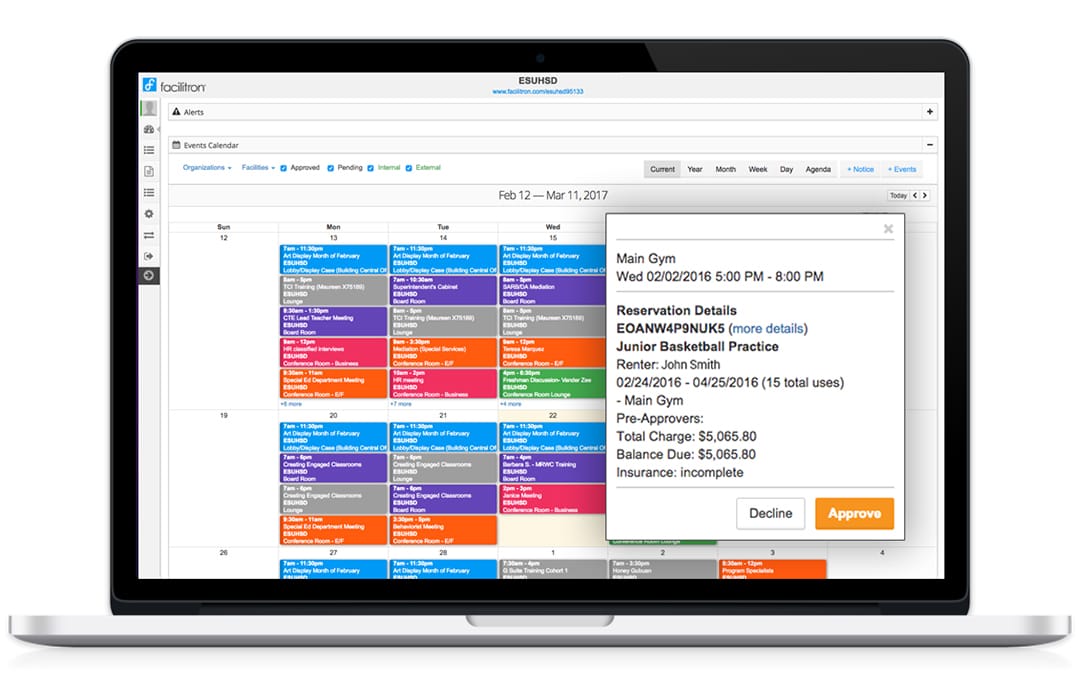 facilitron
ESUHSD
www.facilitron.com/esuhsd95133
Alerts
+
Events Calendar
−
Organizations Facilities Approved Pending Internal External
Current Year Month Week Day Agenda + Notice + Events
Feb 12 — Mar 11, 2017
Today < >
Sun Mon Tue Wed
12 13 14 15
7am - 11:30pm
Art Display Month of February
ESUHSD
Lobby/Display Case (Building Central Of
8am - 5pm
TCI Training (Maureen X75189)
ESUHSD
Lounge
9:30am - 1:30pm
CTE Lead Teacher Meeting
ESUHSD
Board Room
9am - 12pm
HR classified interviews
ESUHSD
Conference Room - Business
9:30am - 11am
Special Ed Department Meeting
ESUHSD
Conference Room - E/F
+6 more
7am - 11:30pm
Art Display Month of February
ESUHSD
Lobby/Display Case (Building Central Of
7am - 10:30am
Superintendent's Cabinet
ESUHSD
Board Room
8am - 5pm
TCI Training (Maureen X75189)
ESUHSD
Lounge
8am - 3:30pm
Mediation (Special Services)
ESUHSD
Conference Room - E/F
10am - 2pm
HR meeting
ESUHSD
Conference Room - Business
+7 more
7am - 11:30pm
Art Display Month of February
ESUHSD
Lobby/Display Case (Building Central Of
8am - 5pm
SARB/DA Mediation
ESUHSD
Board Room
8am - 5pm
TCI Training (Maureen X75189)
ESUHSD
Lounge
9am - 12pm
Teresa Marquez
ESUHSD
Conference Room - E/F
4pm - 6:30pm
Freshman Discussion- Vander Zee
ESUHSD
Conference Room Lounge
+4 more
19 20 21 22
7am - 11:30pm
Art Display Month of February
ESUHSD
Lobby/Display Case (Building Central Of
7am - 6pm
Creating Engaged Classrooms
ESUHSD
Board Room
7am - 6pm
Creating Engaged Classrooms
ESUHSD
Lounge
9:30am - 11am
Special Ed Department Meeting
ESUHSD
Conference Room - E/F
7am - 11:30pm
Art Display Month of February
ESUHSD
Lobby/Display Case (Building Central Of
7am - 6pm
Creating Engaged Classrooms
ESUHSD
Lounge
7am - 6pm
Creating Engaged Classrooms
ESUHSD
Board Room
3:30pm - 5pm
Behaviorist Meeting
ESUHSD
Conference Room - E/F
7am - 11:30pm
Art Display Month of February
ESUHSD
Lobby/Display Case (Building Central Of
7am - 4pm
Barbara S. - MRWC Training
ESUHSD
Board Room
2pm - 3pm
Janice Meeting
ESUHSD
Conference Room - Business
Conference Room Lounge
26 27 28 1 2 3 4
7am - 11:30pm
Art Display Month of February
ESUHSD
7am - 11:30pm
Art Display Month of February
ESUHSD
7:30am - 4pm
G Suite Training Cohort 1
ESUHSD
7am - 3:30pm
Honey Gubuan
ESUHSD
8:30am - 12pm
Program Specialists
ESUHSD
×
Main Gym
Wed 02/02/2016 5:00 PM - 8:00 PM
Reservation Details
EOANW4P9NUK5 (more details)
Junior Basketball Practice
Renter: John Smith
02/24/2016 - 04/25/2016 (15 total uses)
- Main Gym
Pre-Approvers:
Total Charge: $5,065.80
Balance Due: $5,065.80
Insurance: incomplete
Decline Approve